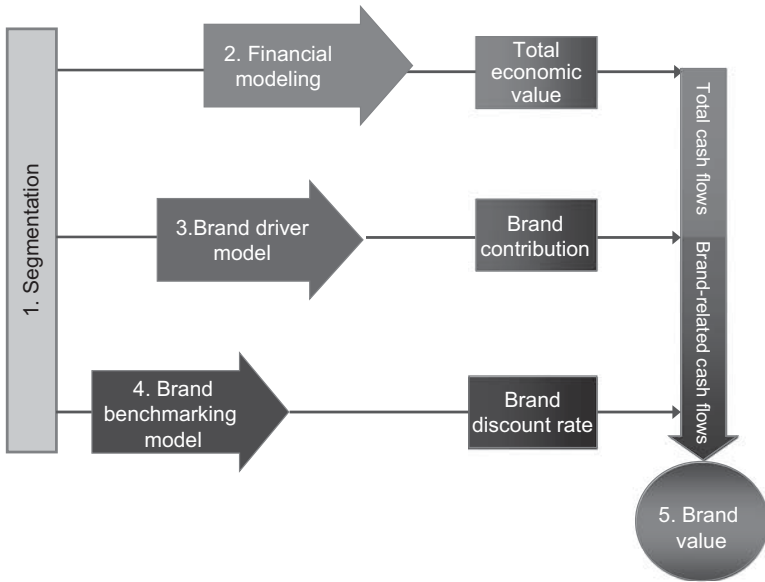 1. Segmentation
2. Financial
modeling
Total
economic
value
Total cash flows
3.Brand driver
model
Brand
contribution
Brand-related cash flows
4. Brand
benchmarking
model
Brand
discount rate
5. Brand
value